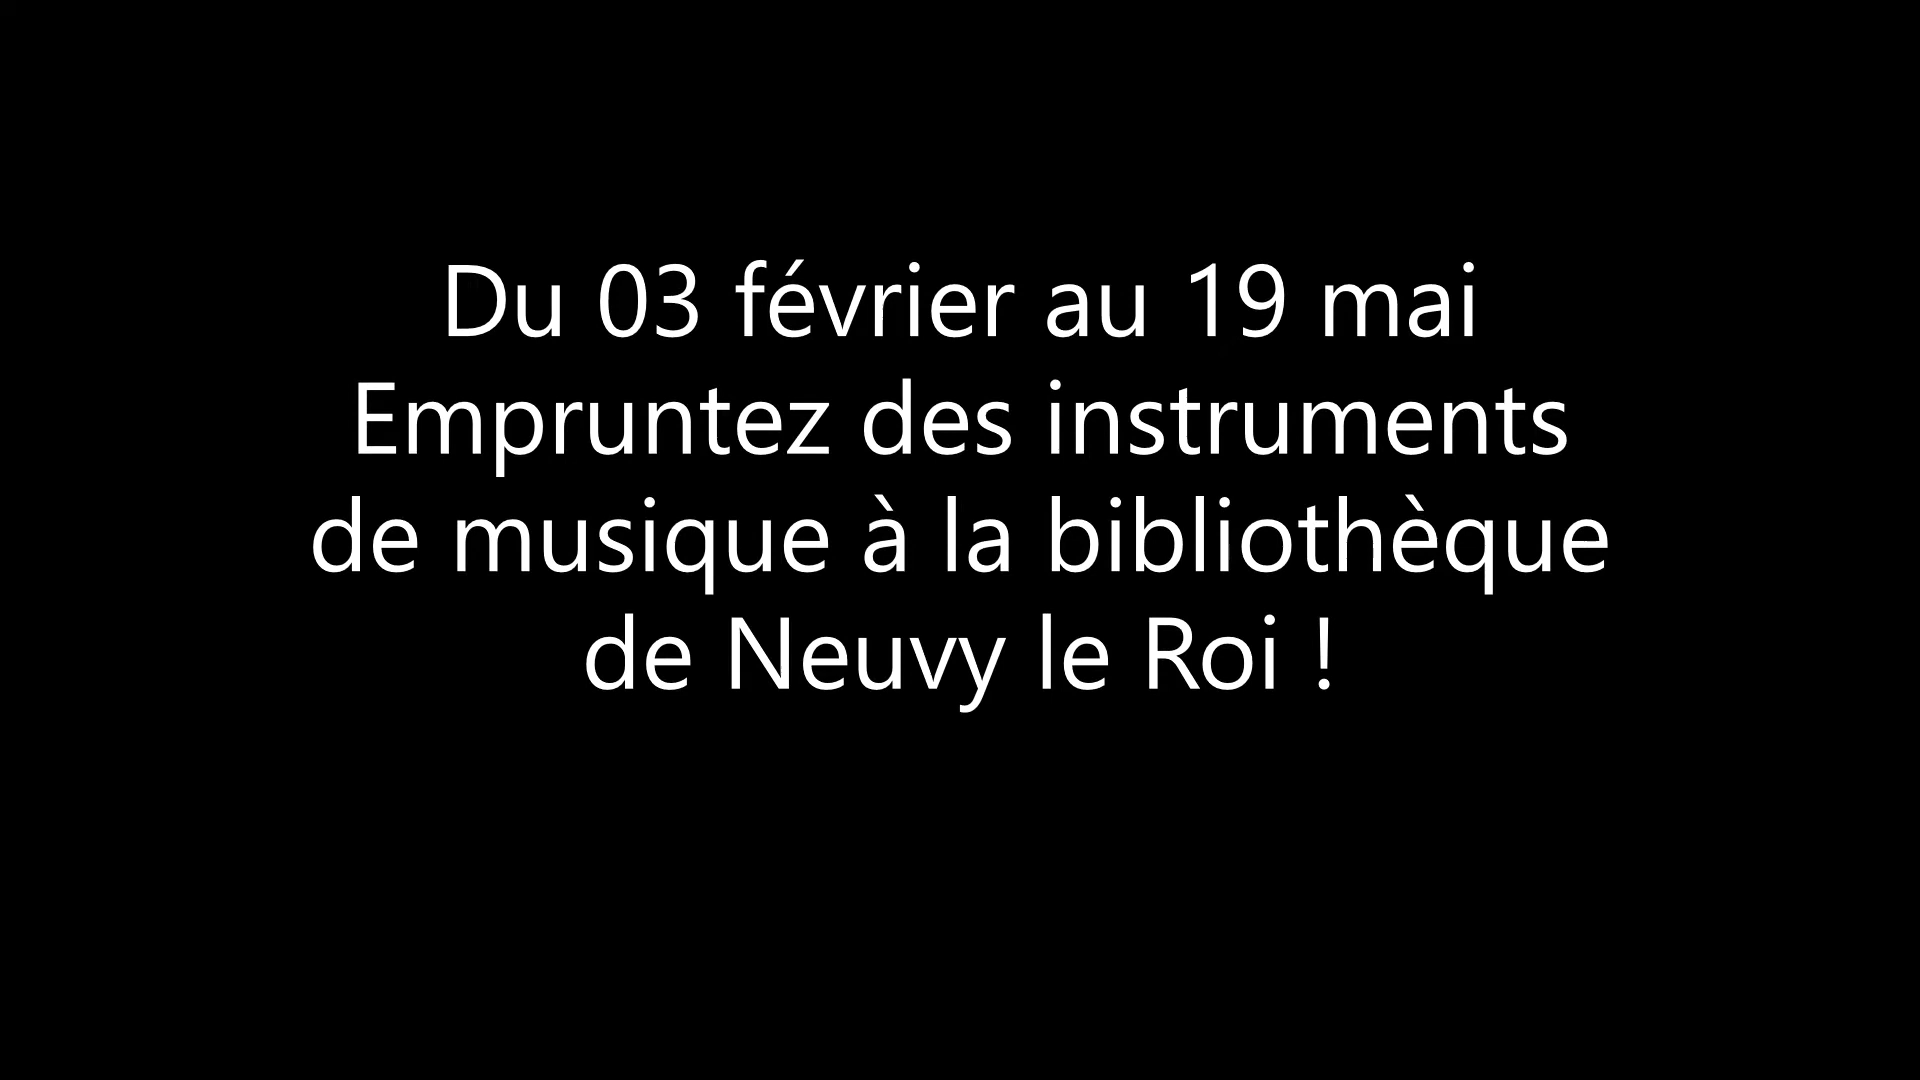 Du 03 février au 19 mai
Empruntez des instruments
de musique à la bibliothèque
de Neuvy le Roi !